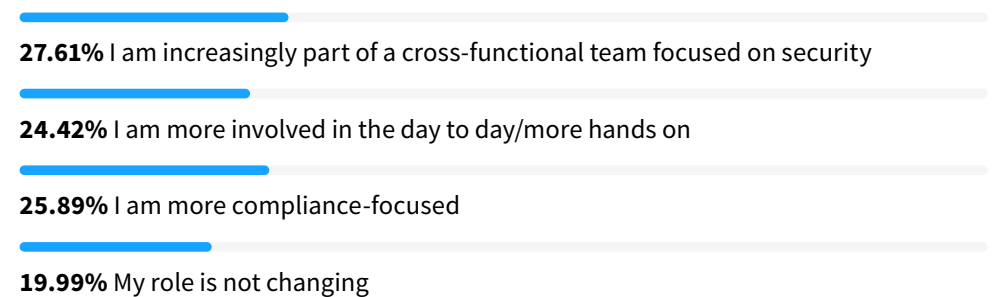 27.61% I am increasingly part of a cross-functional team focused on security
24.42% I am more involved in the day to day/more hands on
25.89% I am more compliance-focused
19.99% My role is not changing